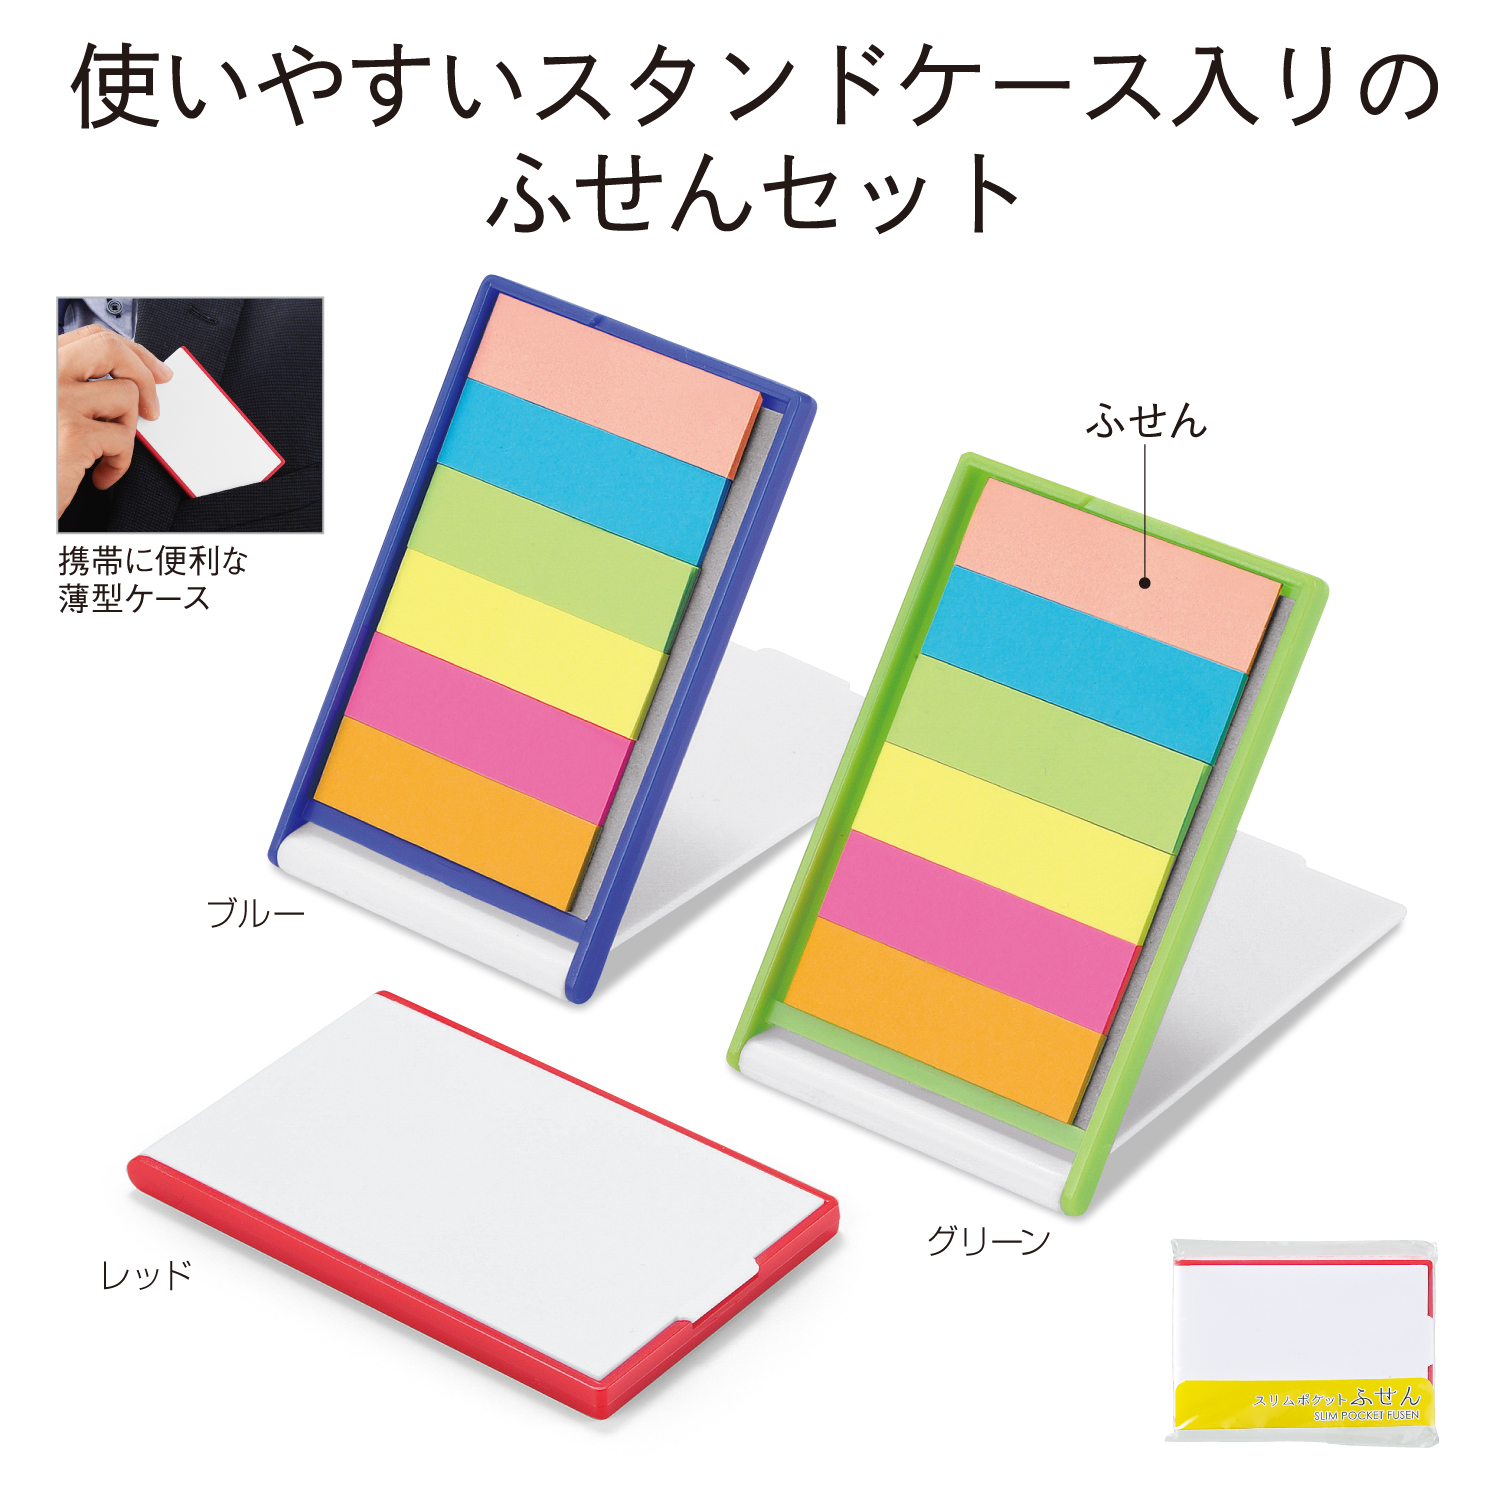 使いやすいスタンドケース入りの
ふせんセット
携帯に便利な
薄型ケース
ふせん
ブルー
グリーン
レッド
スリムポケットふせん
SLIM POCKET FUSEN